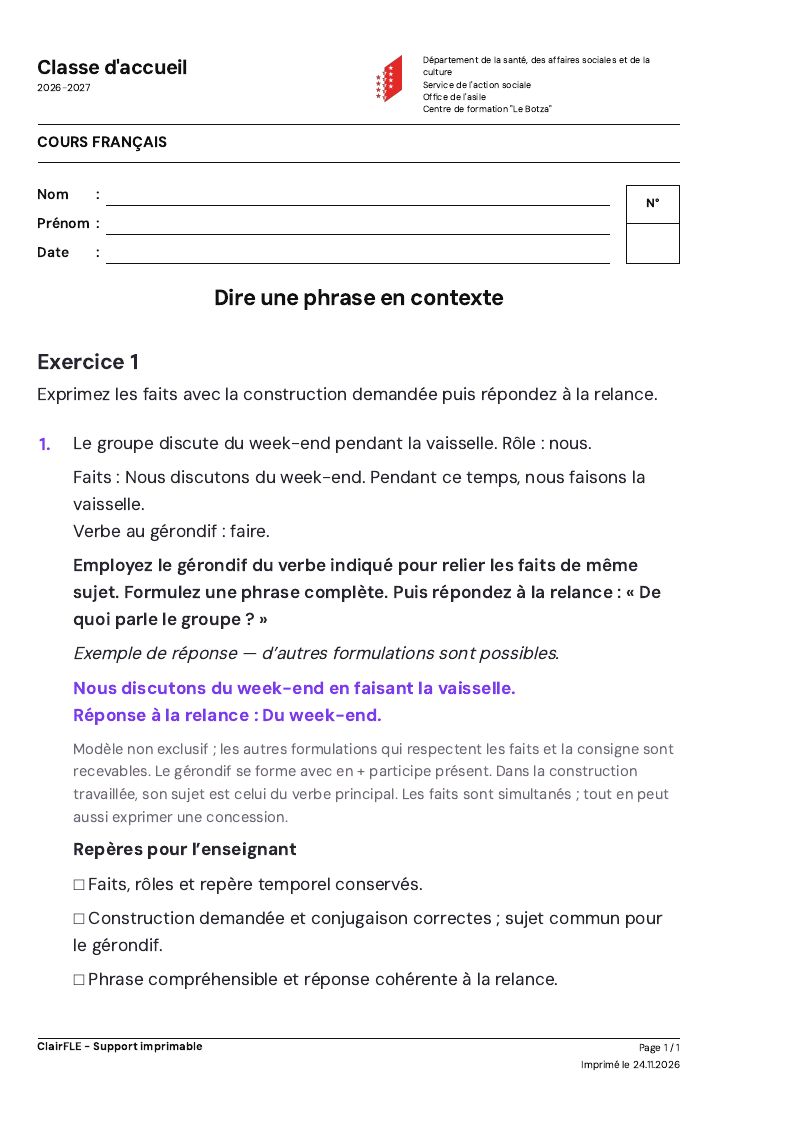 Classe d'accueil
2026-2027
Département de la santé, des affaires sociales et de la
culture
Service de l'action sociale
Office de l'asile
Centre de formation "Le Botza"
COURS FRANÇAIS
Nom :
Prénom :
Date :
N°
Dire une phrase en contexte
Exercice 1
Exprimez les faits avec la construction demandée puis répondez à la relance.
1. Le groupe discute du week-end pendant la vaisselle. Rôle : nous.
Faits : Nous discutons du week-end. Pendant ce temps, nous faisons la
vaisselle.
Verbe au gérondif : faire.
Employez le gérondif du verbe indiqué pour relier les faits de même
sujet. Formulez une phrase complète. Puis répondez à la relance : « De
quoi parle le groupe ? »
Exemple de réponse — d’autres formulations sont possibles.
Nous discutons du week-end en faisant la vaisselle.
Réponse à la relance : Du week-end.
Modèle non exclusif ; les autres formulations qui respectent les faits et la consigne sont
recevables. Le gérondif se forme avec en + participe présent. Dans la construction
travaillée, son sujet est celui du verbe principal. Les faits sont simultanés ; tout en peut
aussi exprimer une concession.
Repères pour l’enseignant
□ Faits, rôles et repère temporel conservés.
□ Construction demandée et conjugaison correctes ; sujet commun pour
le gérondif.
□ Phrase compréhensible et réponse cohérente à la relance.
ClairFLE - Support imprimable
Page 1 / 1
Imprimé le 24.11.2026